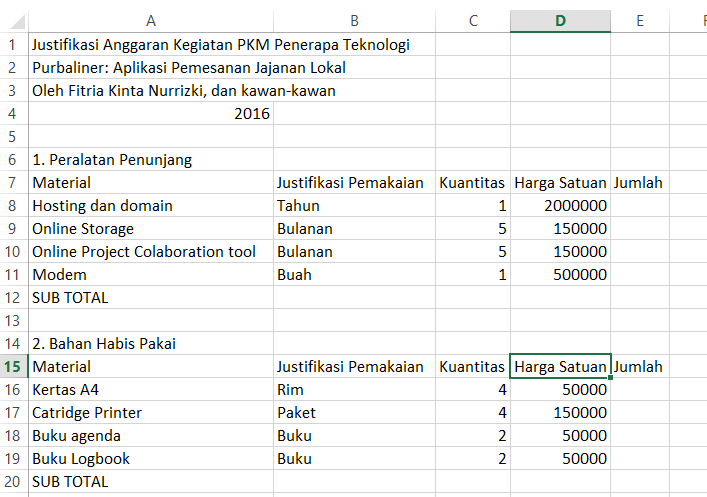 A B C D E F
1 Justifikasi Anggaran Kegiatan PKM Penerapa Teknologi
2 Purbaliner: Aplikasi Pemesanan Jajanan Lokal
3 Oleh Fitria Kinta Nurrizki, dan kawan-kawan
4 2016
5
6 1. Peralatan Penunjang
7 Material Justifikasi Pemakaian Kuantitas Harga Satuan Jumlah
8 Hosting dan domain Tahun 1 2000000
9 Online Storage Bulanan 5 150000
10 Online Project Colaboration tool Bulanan 5 150000
11 Modem Buah 1 500000
12 SUB TOTAL
13
14 2. Bahan Habis Pakai
15 Material Justifikasi Pemakaian Kuantitas Harga Satuan Jumlah
16 Kertas A4 Rim 4 50000
17 Catridge Printer Paket 4 150000
18 Buku agenda Buku 2 50000
19 Buku Logbook Buku 2 50000
20 SUB TOTAL